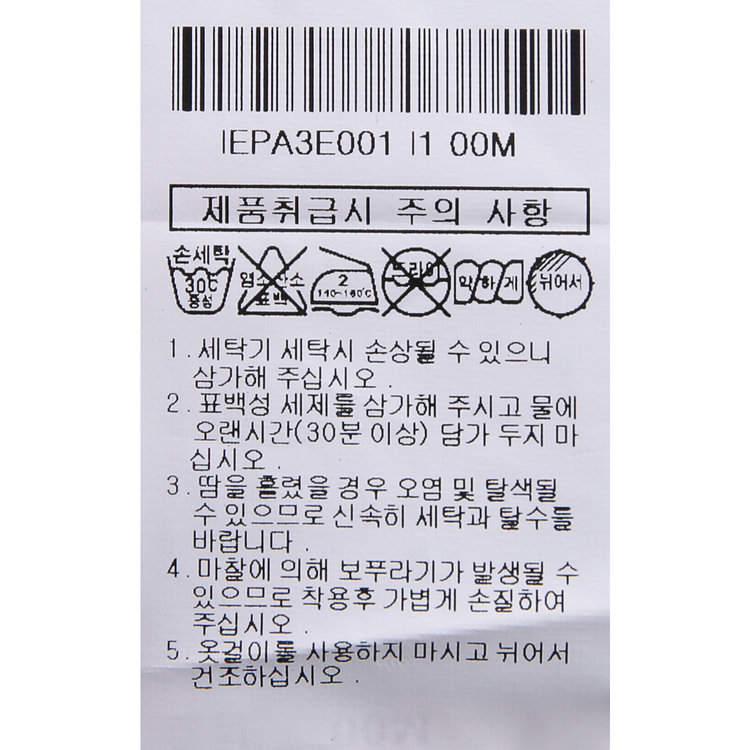 IEPA3E001 I1 00M
제품취급시 주의 사항
손세탁
30℃
중성
염소산소
표백
2
140~160℃
드라이
약하게
뉘어서
1. 세탁기 세탁시 손상될 수 있으니
삼가해 주십시오.
2. 표백성 세제를 삼가해 주시고 물에
오랜시간(30분 이상) 담가 두지 마
십시오.
3. 땀을 흘렸을 경우 오염 및 탈색될
수 있으므로 신속히 세탁과 탈수를
바랍니다.
4. 마찰에 의해 보푸라기가 발생될 수
있으므로 착용후 가볍게 손질하여
주십시오.
5. 옷걸이를 사용하지 마시고 뉘어서
건조하십시오.